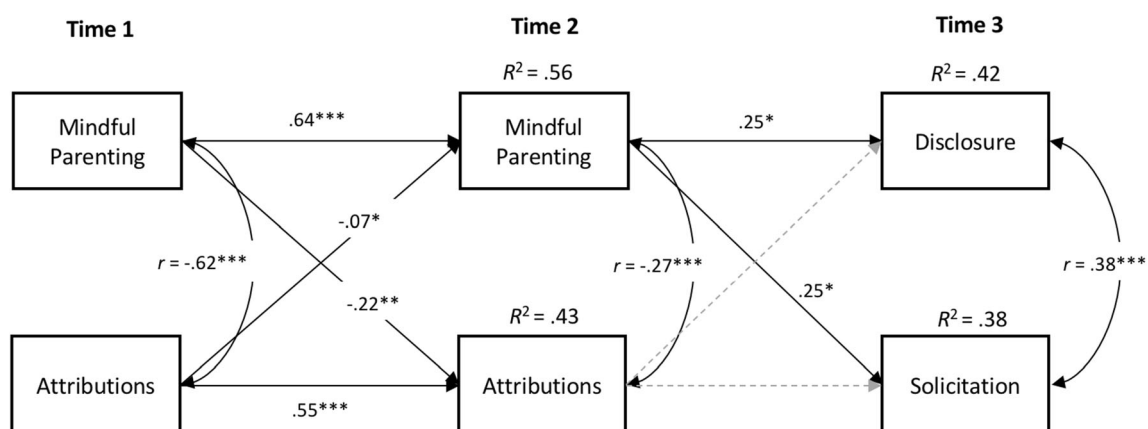 Time 1
Time 2
Time 3
R² = .56
R² = .42
Mindful
Parenting
.64***
Mindful
Parenting
.25*
Disclosure
-.07*
r = -.62***
r = -.27***
r = .38***
-.22**
.25*
R² = .43
R² = .38
Attributions
.55***
Attributions
Solicitation